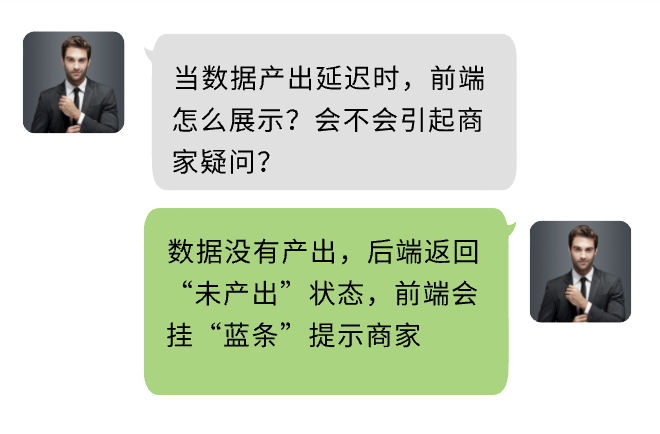 当数据产出延迟时，前端
怎么展示？会不会引起商
家疑问？
数据没有产出，后端返回
“未产出”状态，前端会
挂“蓝条”提示商家